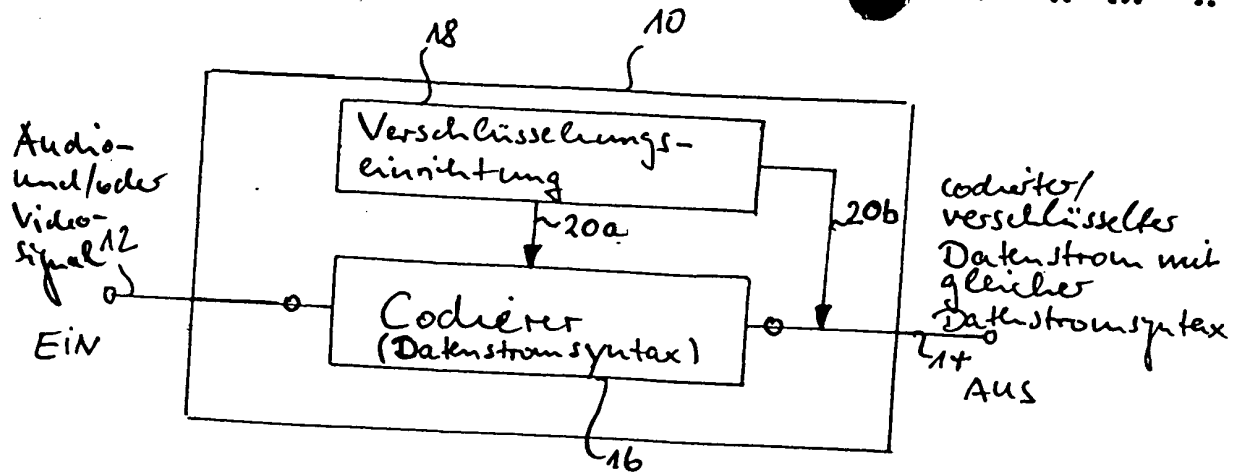 18
10
Audio-
und/oder
Video-
signal 12
EIN
Verschlüsselungs-
einrichtung
20a
20b
Codierer
(Datenstromsyntax)
16
codierter/
verschlüsselter
Datenstrom mit
gleicher
Datenstromsyntax
14
AUS